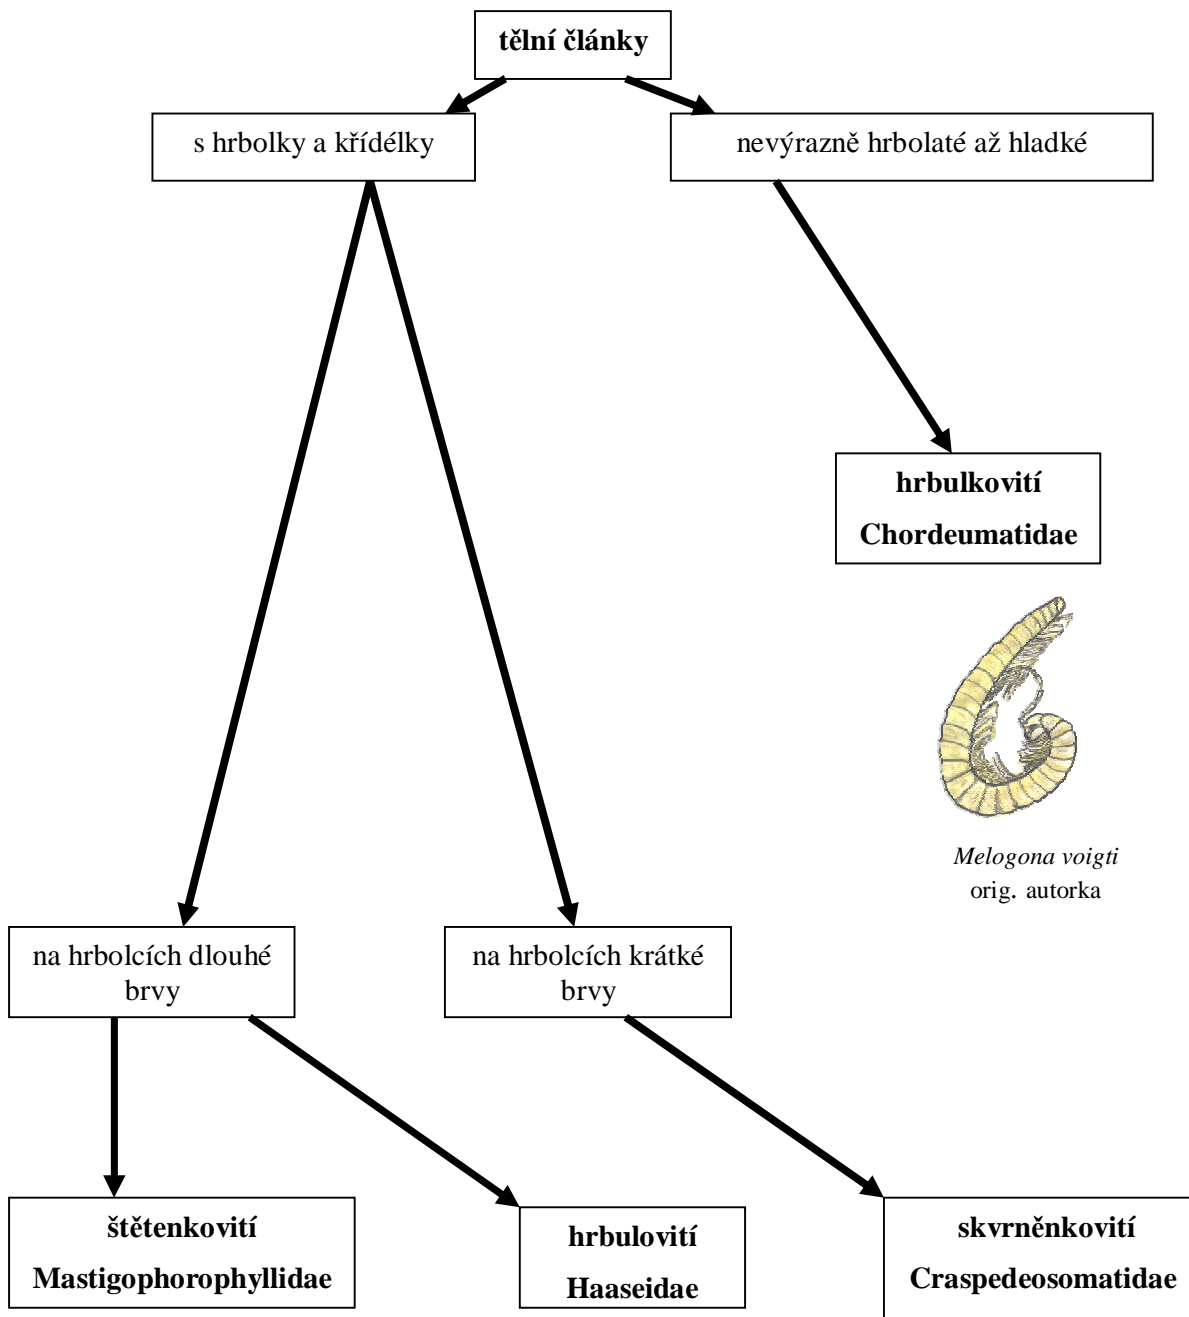 tělní články
s hrbolky a křídélky
nevýrazně hrbolaté až hladké
hrbulkovití
Chordeumatidae
Melogona voigti
orig. autorka
na hrbolcích dlouhé
brvy
na hrbolcích krátké
brvy
štětenkovití
Mastigophorophyllidae
hrbulovití
Haaseidae
skvrněnkovití
Craspedeosomatidae